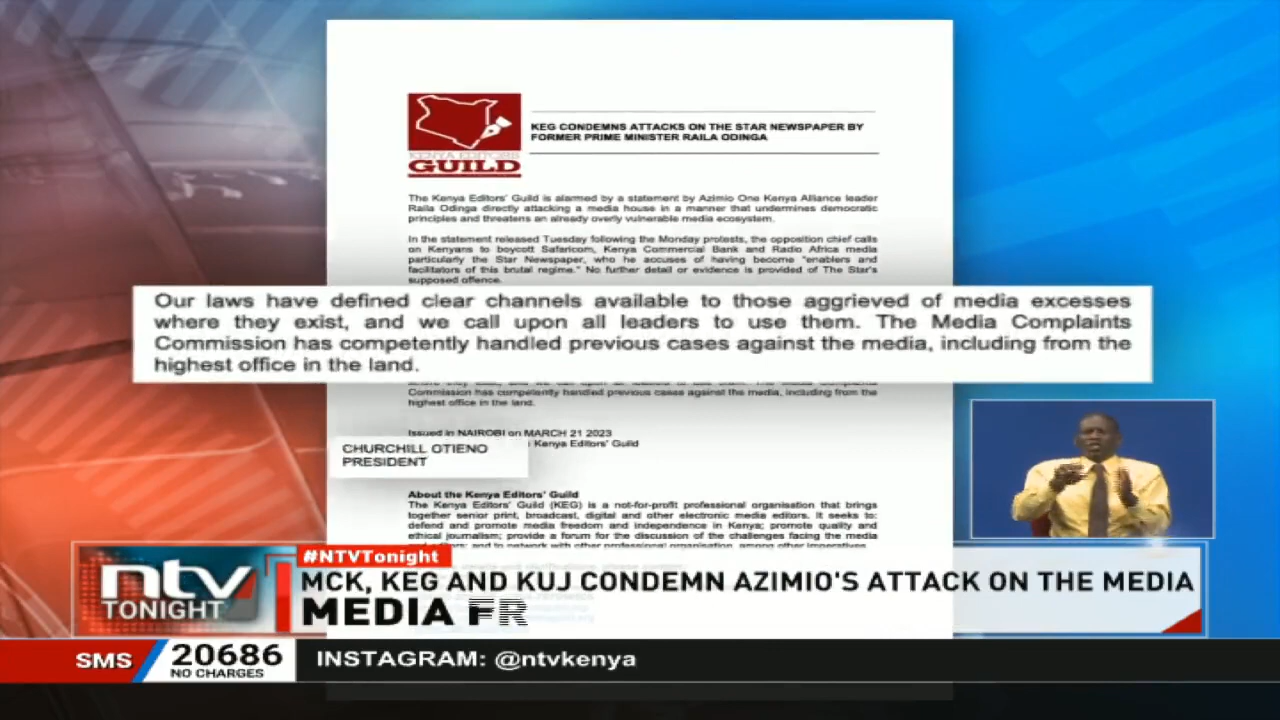 KENYA EDITORS'
GUILD
KEG CONDEMNS ATTACKS ON THE STAR NEWSPAPER BY
FORMER PRIME MINISTER RAILA ODINGA
The Kenya Editors' Guild is alarmed by a statement by Azimio One Kenya Alliance leader
Raila Odinga directly attacking a media house in a manner that undermines democratic
principles and threatens an already overly vulnerable media ecosystem.
In the statement released Tuesday following the Monday protests, the opposition chief calls
on Kenyans to boycott Safaricom, Kenya Commercial Bank and Radio Africa media
particularly the Star Newspaper, who he accuses of having become "enablers and
facilitators of this brutal regime." No further detail or evidence is provided of The Star's
supposed offence.
Our laws have defined clear channels available to those aggrieved of media excesses
where they exist, and we call upon all leaders to use them. The Media Complaints
Commission has competently handled previous cases against the media, including from the
highest office in the land.
Commission has competently handled previous cases against the media, including from the
highest office in the land.
Issued in NAIROBI on MARCH 21 2023
Kenya Editors' Guild
CHURCHILL OTIENO
PRESIDENT
About the Kenya Editors' Guild
The Kenya Editors' Guild (KEG) is a not-for-profit professional organisation that brings
together senior print, broadcast, digital and other electronic media editors. It seeks to:
defend and promote media freedom and independence in Kenya; promote quality and
ethical journalism; provide a forum for the discussion of the challenges facing the media
and to network with other professional organisation, among other imperatives.
#NTVTonight
ntv
TONIGHT
MCK, KEG AND KUJ CONDEMN AZIMIO'S ATTACK ON THE MEDIA
MEDIA FR
SMS 20686
NO CHARGES
INSTAGRAM: @ntvkenya